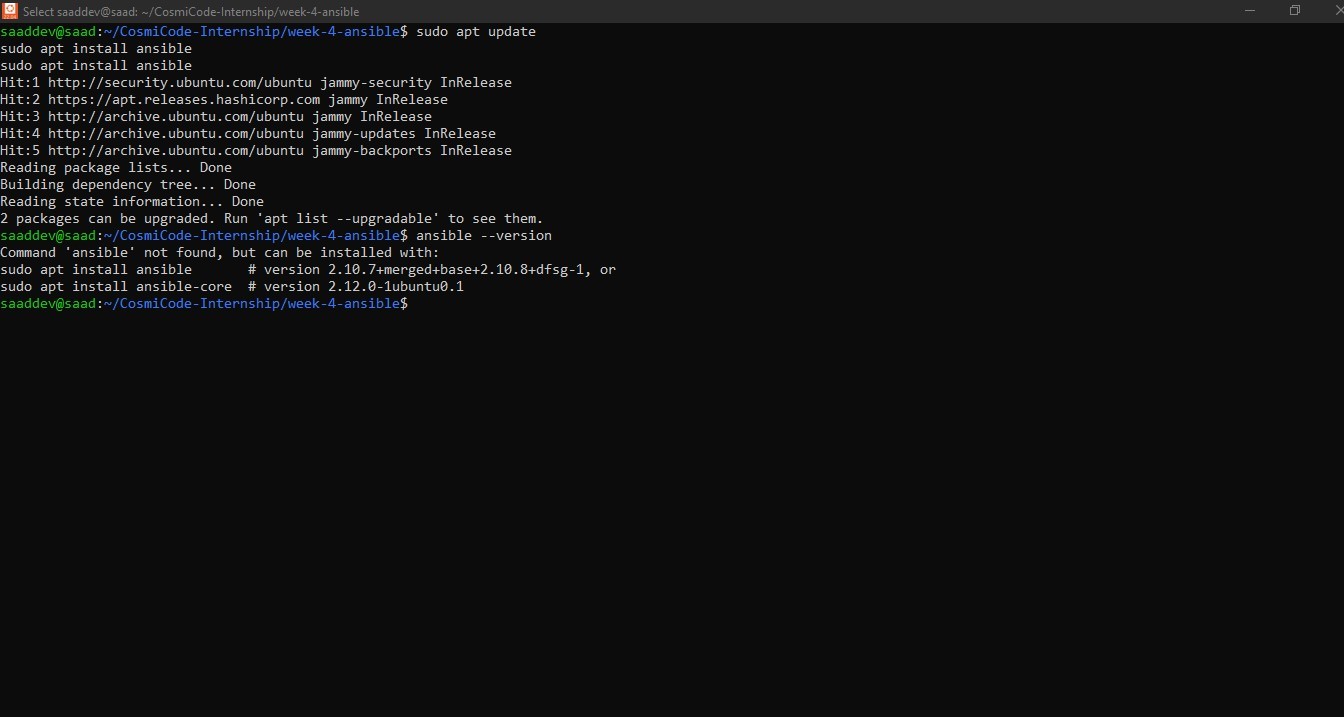 Select saaddev@saad: ~/CosmiCode-Internship/week-4-ansible
saaddev@saad:~/CosmiCode-Internship/week-4-ansible$ sudo apt update
sudo apt install ansible
sudo apt install ansible
Hit:1 http://security.ubuntu.com/ubuntu jammy-security InRelease
Hit:2 https://apt.releases.hashicorp.com jammy InRelease
Hit:3 http://archive.ubuntu.com/ubuntu jammy InRelease
Hit:4 http://archive.ubuntu.com/ubuntu jammy-updates InRelease
Hit:5 http://archive.ubuntu.com/ubuntu jammy-backports InRelease
Reading package lists... Done
Building dependency tree... Done
Reading state information... Done
2 packages can be upgraded. Run 'apt list --upgradable' to see them.
saaddev@saad:~/CosmiCode-Internship/week-4-ansible$ ansible --version
Command 'ansible' not found, but can be installed with:
sudo apt install ansible       # version 2.10.7+merged+base+2.10.8+dfsg-1, or
sudo apt install ansible-core  # version 2.12.0-1ubuntu0.1
saaddev@saad:~/CosmiCode-Internship/week-4-ansible$